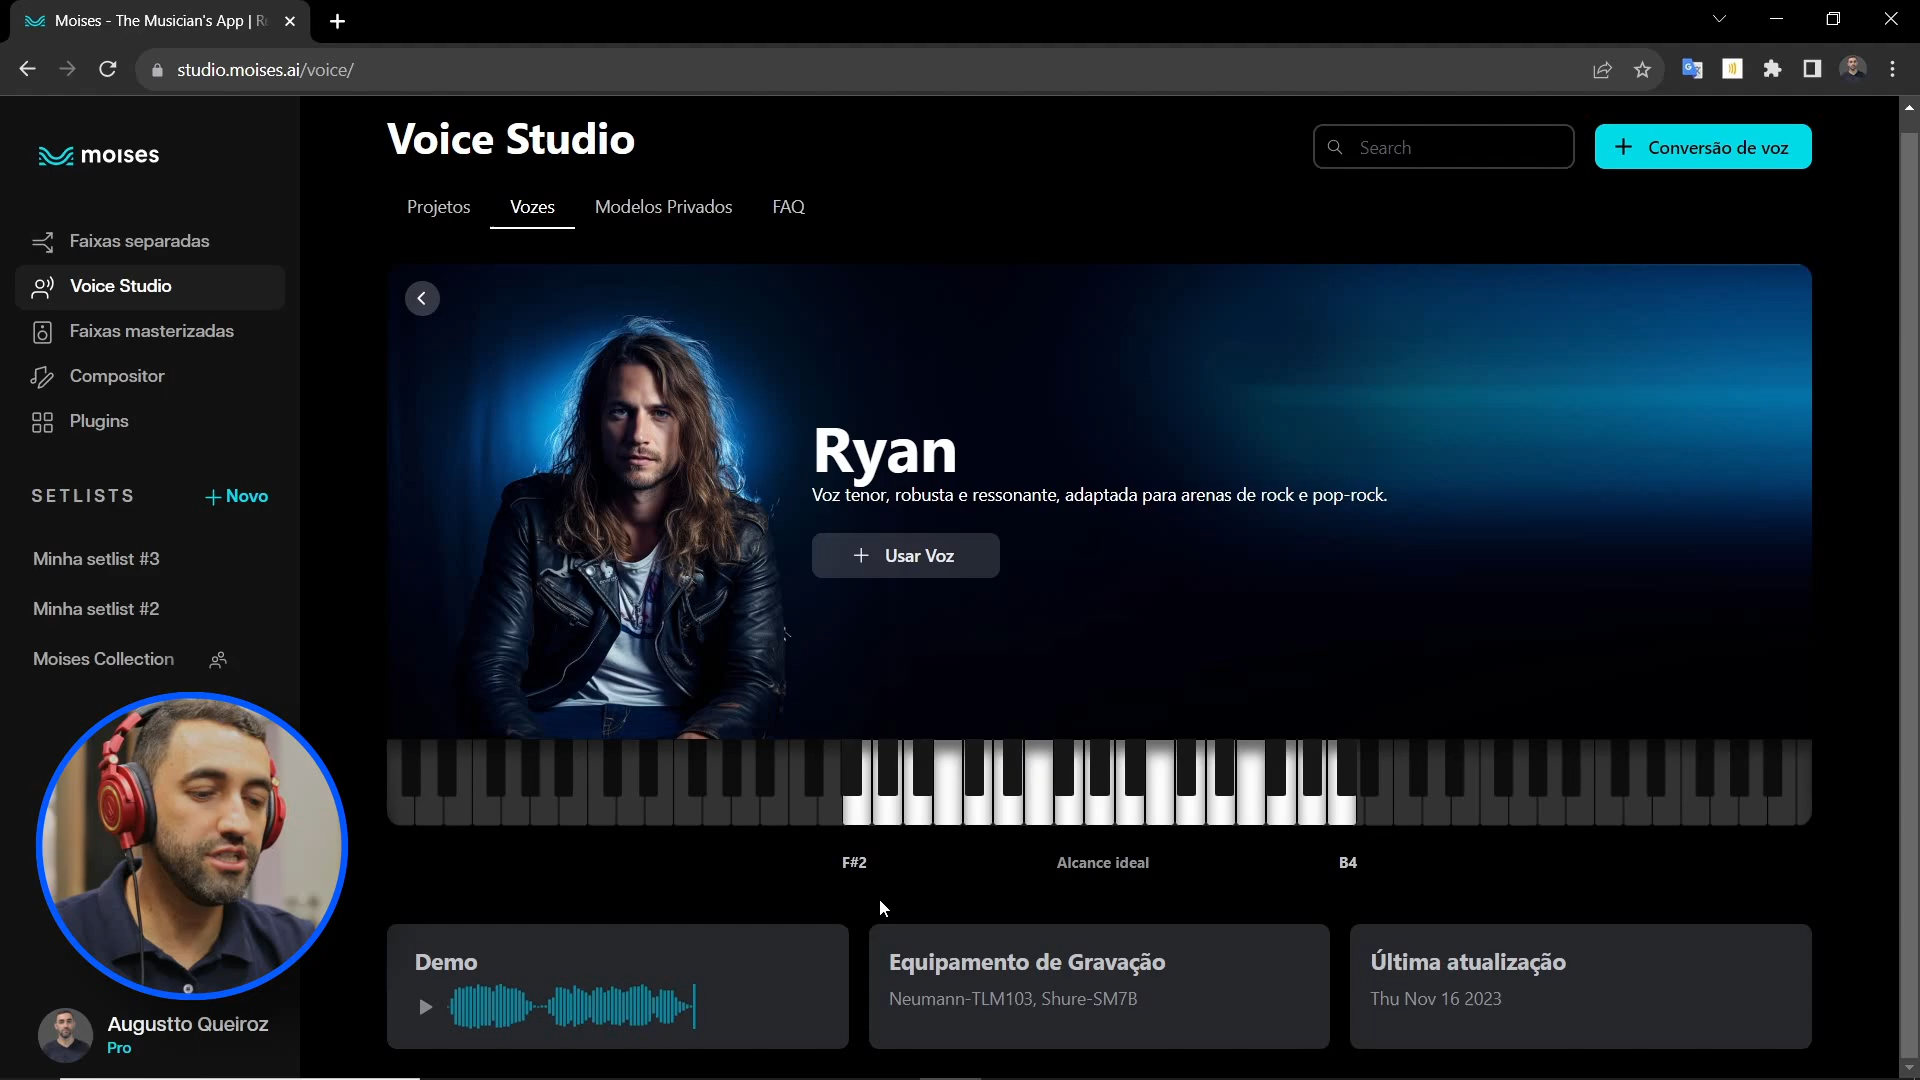 Moises - The Musician's App | R
studio.moises.ai/voice/
moises
Faixas separadas
Voice Studio
Faixas masterizadas
Compositor
Plugins
SETLISTS
Novo
Minha setlist #3
Minha setlist #2
Moises Collection
Augustto Queiroz
Pro
Voice Studio
Search
Conversão de voz
Projetos
Vozes
Modelos Privados
FAQ
Ryan
Voz tenor, robusta e ressonante, adaptada para arenas de rock e pop-rock.
Usar Voz
F#2
Alcance ideal
B4
Demo
Equipamento de Gravação
Neumann-TLM103, Shure-SM7B
Última atualização
Thu Nov 16 2023